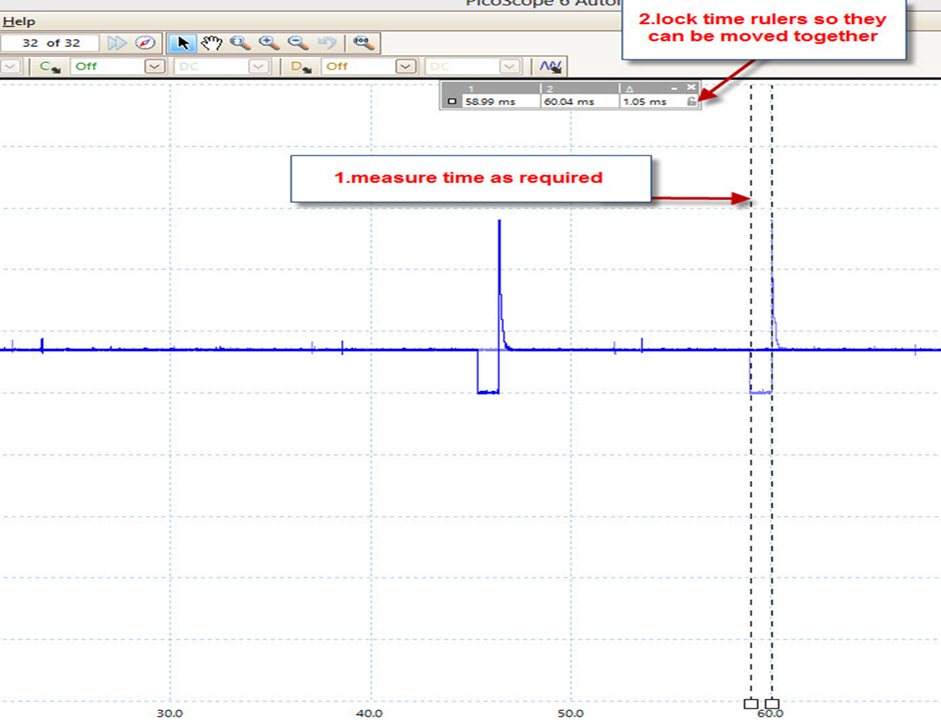 PicoScope 6 Autom
2.lock time rulers so they
can be moved together
Help
32 of 32
C Off DC D Off DC
1 2 Δ
58.99 ms 60.04 ms 1.05 ms
1.measure time as required
30.0 40.0 50.0 60.0